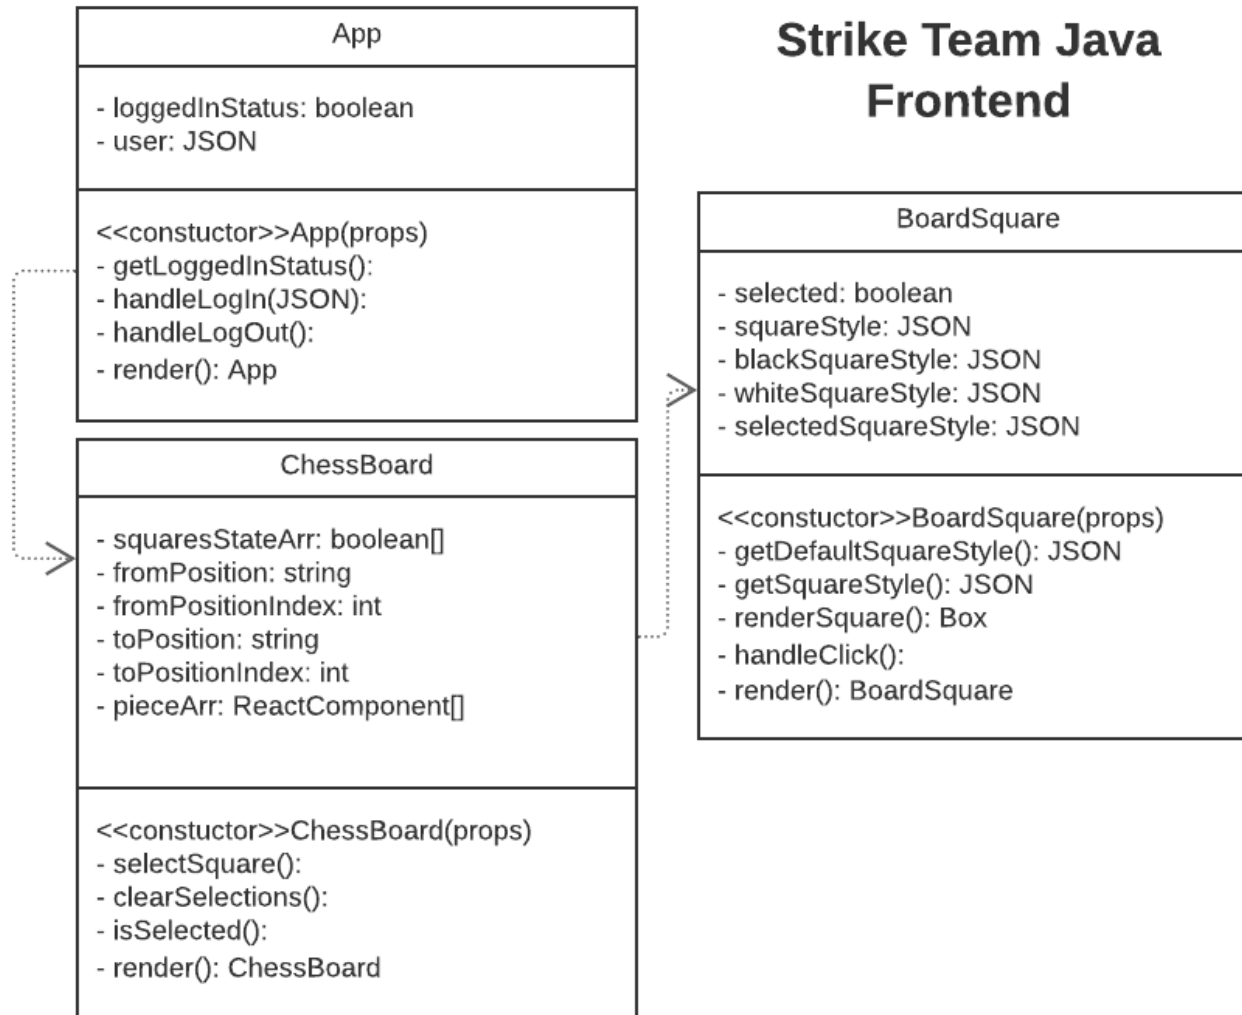 Strike Team Java
Frontend
App
- loggedInStatus: boolean
- user: JSON
<<constuctor>>App(props)
- getLoggedInStatus():
- handleLogIn(JSON):
- handleLogOut():
- render(): App
ChessBoard
- squaresStateArr: boolean[]
- fromPosition: string
- fromPositionIndex: int
- toPosition: string
- toPositionIndex: int
- pieceArr: ReactComponent[]
<<constuctor>>ChessBoard(props)
- selectSquare():
- clearSelections():
- isSelected():
- render(): ChessBoard
BoardSquare
- selected: boolean
- squareStyle: JSON
- blackSquareStyle: JSON
- whiteSquareStyle: JSON
- selectedSquareStyle: JSON
<<constuctor>>BoardSquare(props)
- getDefaultSquareStyle(): JSON
- getSquareStyle(): JSON
- renderSquare(): Box
- handleClick():
- render(): BoardSquare